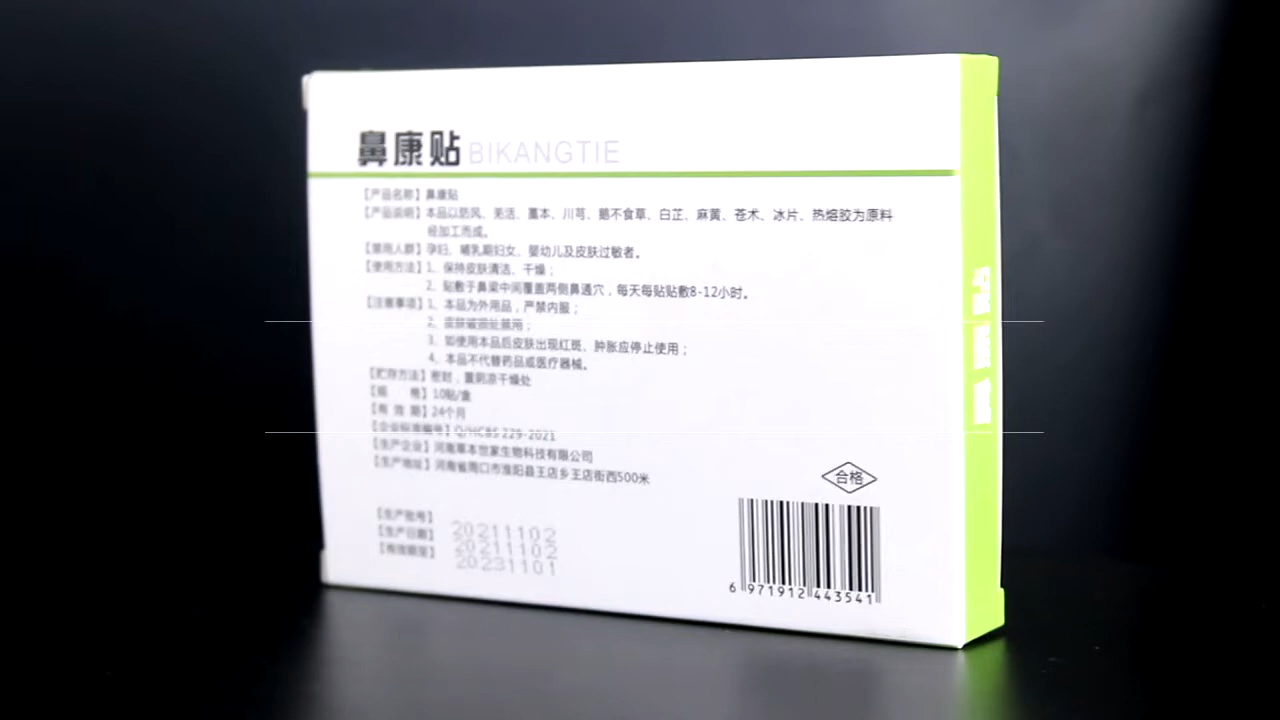 鼻康贴 BIKANGTIE
【产品名称】鼻康贴
【产品说明】本品以防风、羌活、藁本、川芎、鹅不食草、白芷、麻黄、苍术、冰片、热熔胶为原料
经加工而成。
【禁用人群】孕妇、哺乳期妇女、婴幼儿及皮肤过敏者。
【使用方法】1、保持皮肤清洁、干燥；
2、贴敷于鼻梁中间覆盖两侧鼻通穴，每天每贴贴敷8-12小时。
【注意事项】1、本品为外用品，严禁内服；
2、皮肤破损处禁用；
3、如使用本品后皮肤出现红斑、肿胀应停止使用；
4、本品不代替药品或医疗器械。
【贮存方法】密封，置阴凉干燥处
【规 格】10贴/盒
【有 效 期】24个月
【企业标准编号】Q/HCBS 229-2021
【生产企业】河南草本世家生物科技有限公司
【生产地址】河南省周口市淮阳县王店乡王店街西500米
合格
【生产批号】 20211102
【生产日期】 20211102
【有效期至】 20231101
6 971912 443541